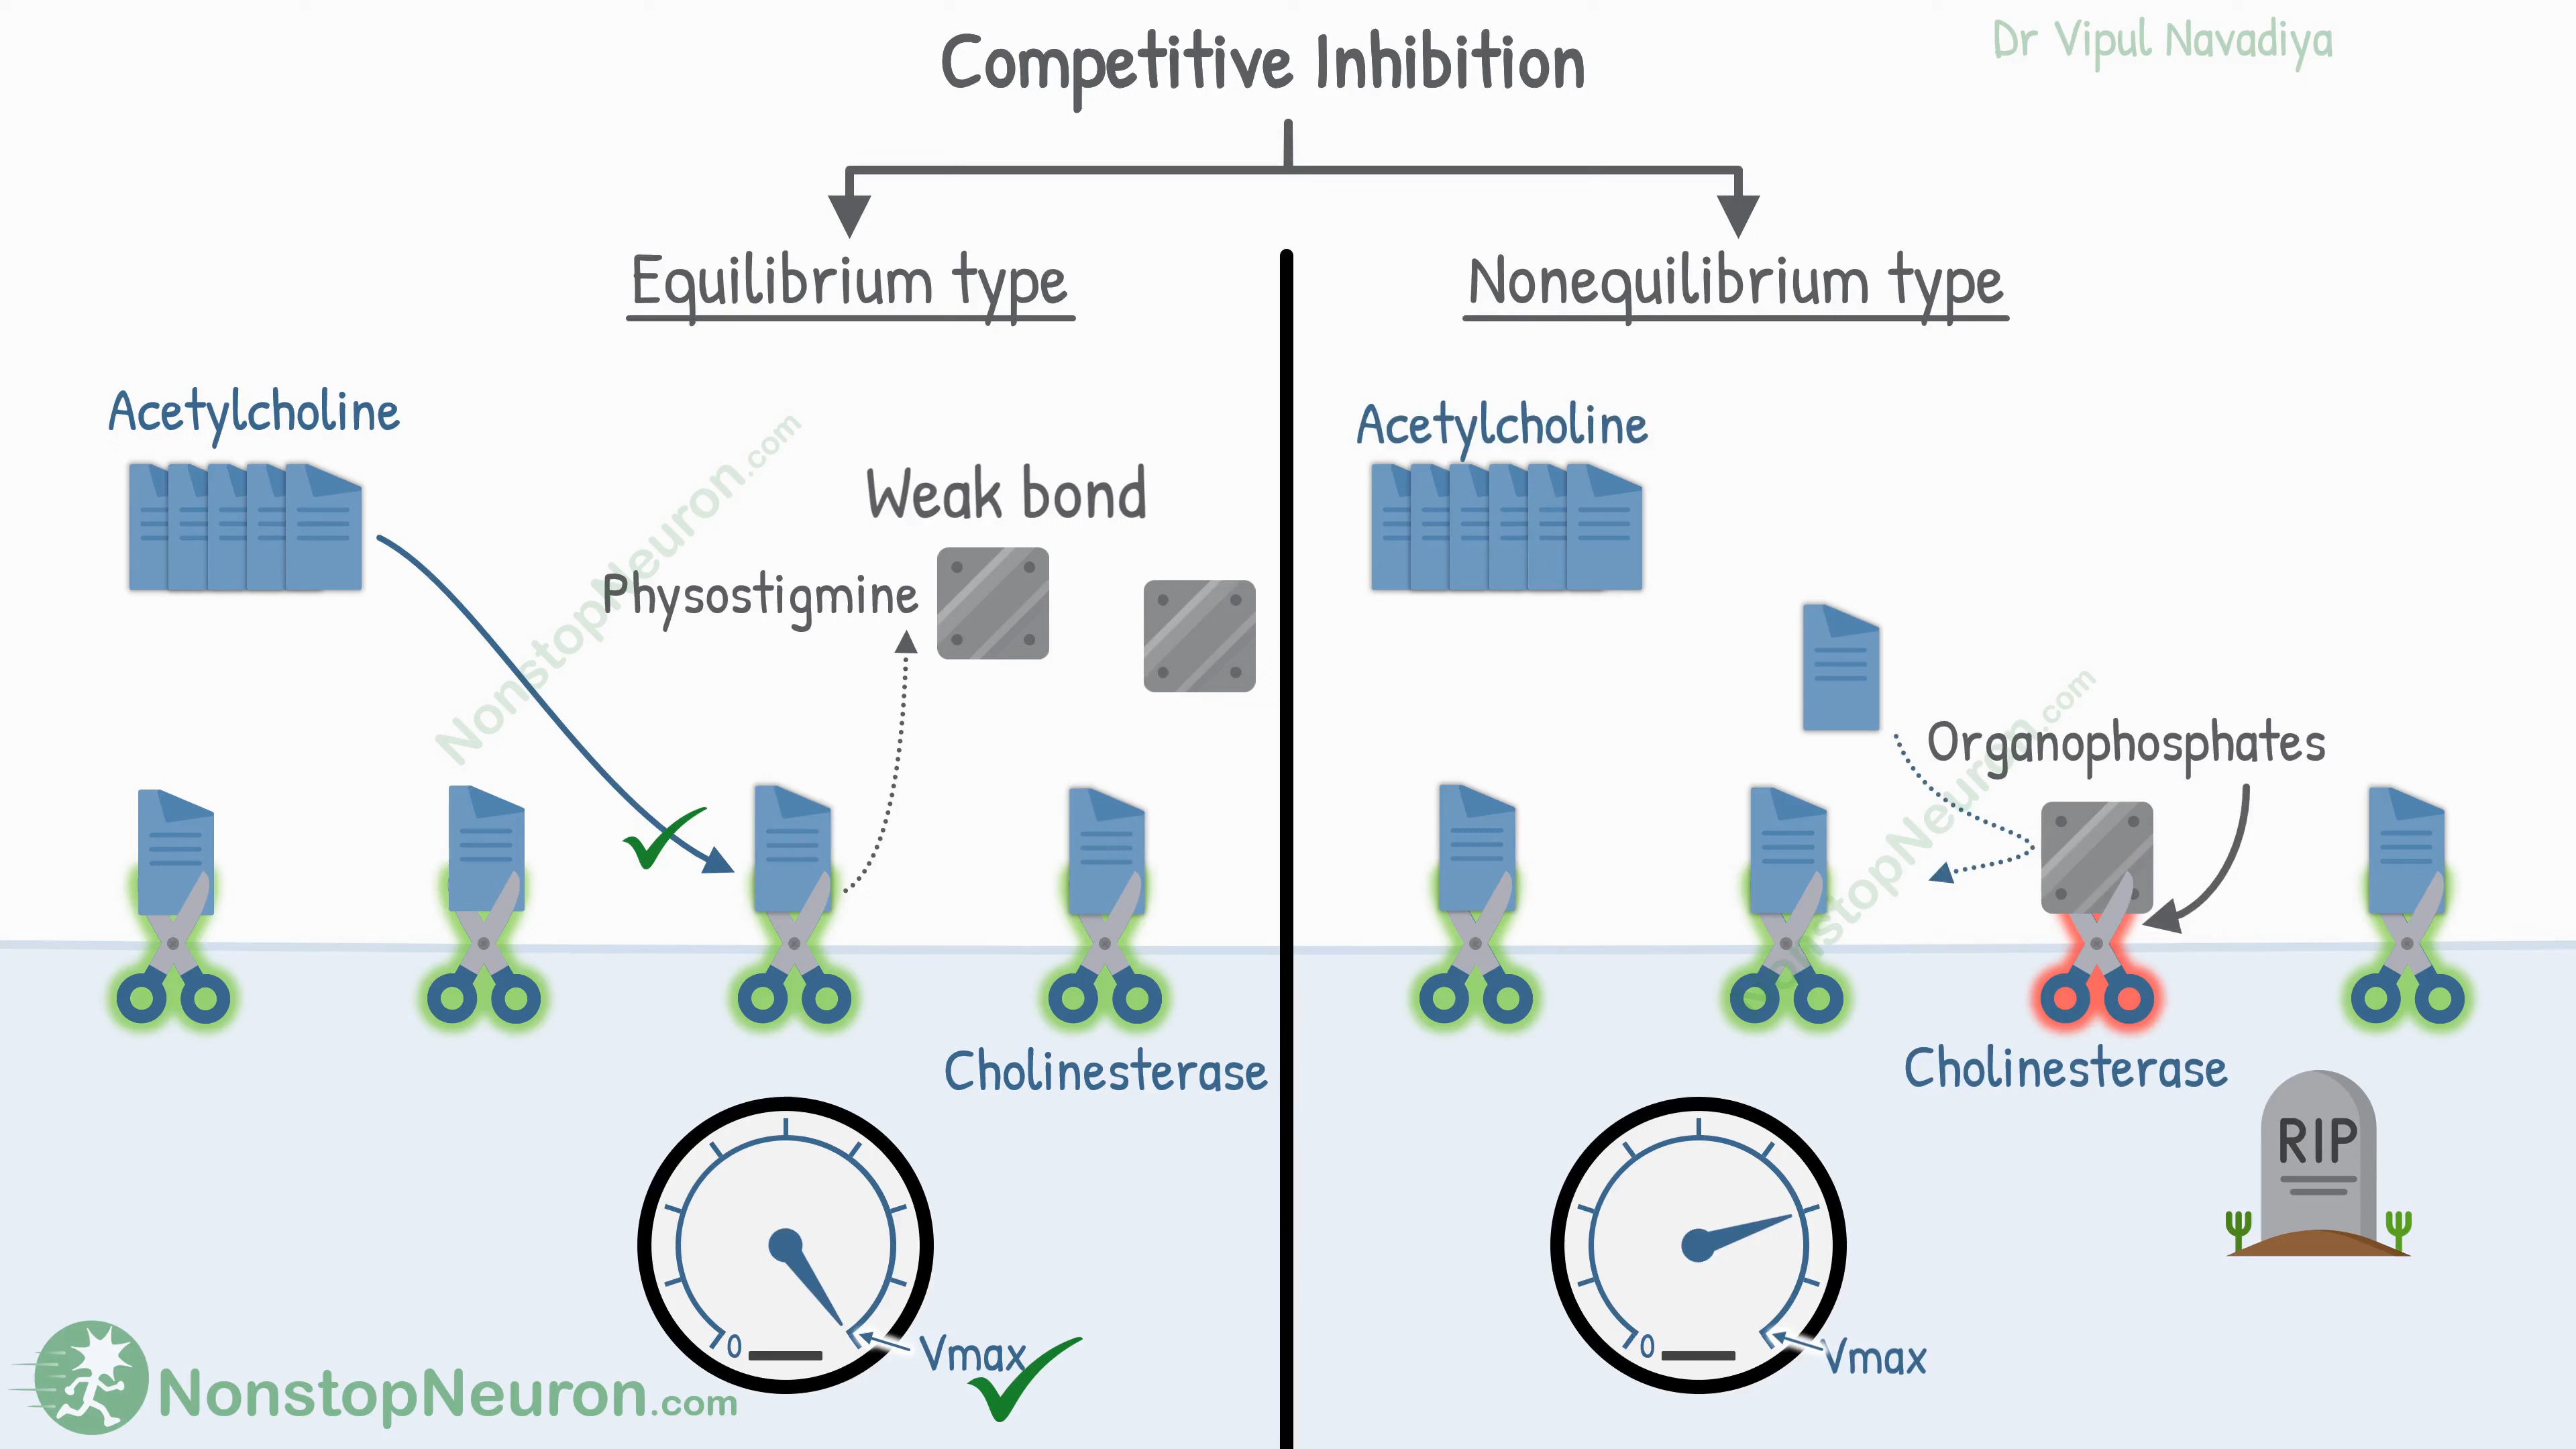 Competitive Inhibition
Dr Vipul Navadiya
Equilibrium type
Nonequilibrium type
Acetylcholine
Weak bond
Physostigmine
NonstopNeuron.com
Cholinesterase
0
Vmax
Acetylcholine
Organophosphates
NonstopNeuron.com
Cholinesterase
RIP
0
Vmax
NonstopNeuron.com